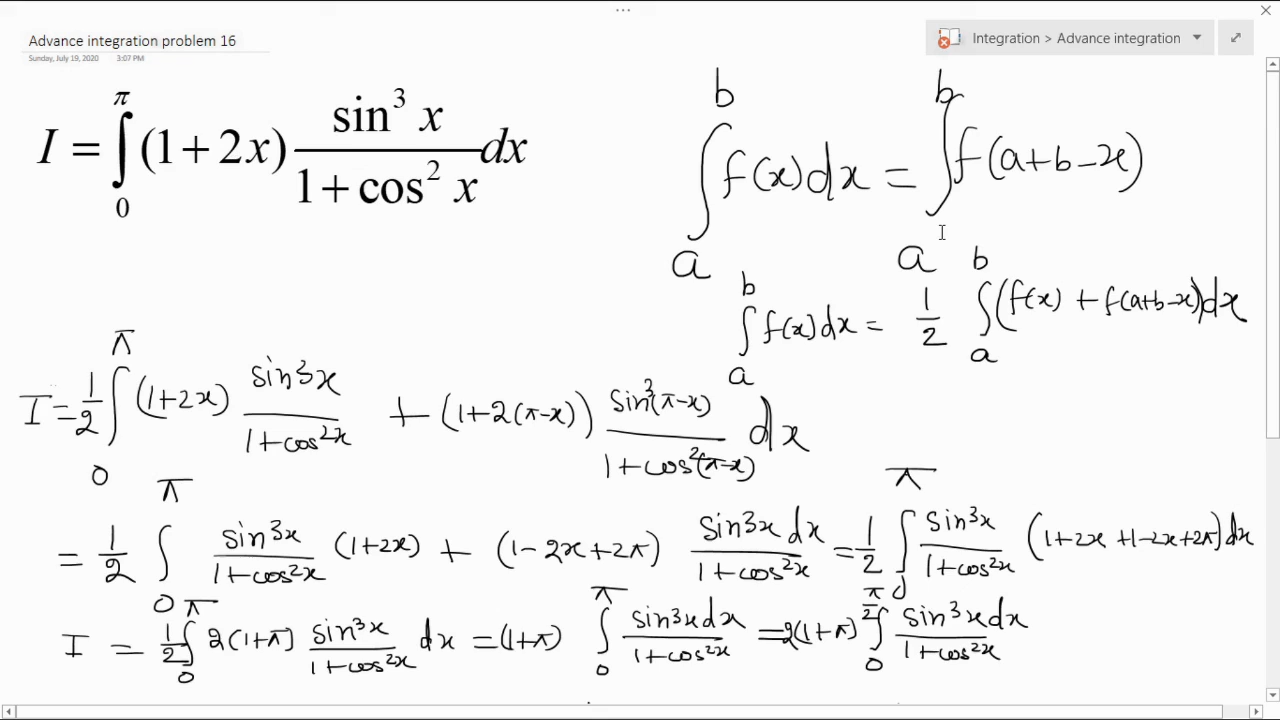 Advance integration problem 16
Sunday, July 19, 2020 3:07 PM
Integration > Advance integration
I = ∫₀^π (1+2x) sin³ x / (1+cos² x) dx
∫ₐᵇ f(x)dx = ∫ₐᵇ f(a+b-x)
∫ₐᵇ f(x)dx = 1/2 ∫ₐᵇ (f(x) + f(a+b-x))dx
I = 1/2 ∫₀^π (1+2x) sin³x / (1+cos²x) + (1+2(π-x)) sin³(π-x) / (1+cos²(π-x)) dx
= 1/2 ∫₀^π sin³x / (1+cos²x) (1+2x) + (1-2x+2π) sin³x dx / (1+cos²x) = 1/2 ∫₀^π sin³x / (1+cos²x) (1+2x+1-2x+2π)dx
I = 1/2 ∫₀^π 2(1+π) sin³x / (1+cos²x) dx = (1+π) ∫₀^π sin³x dx / (1+cos²x) = 2(1+π) ∫₀^(π/2) sin³x dx / (1+cos²x)